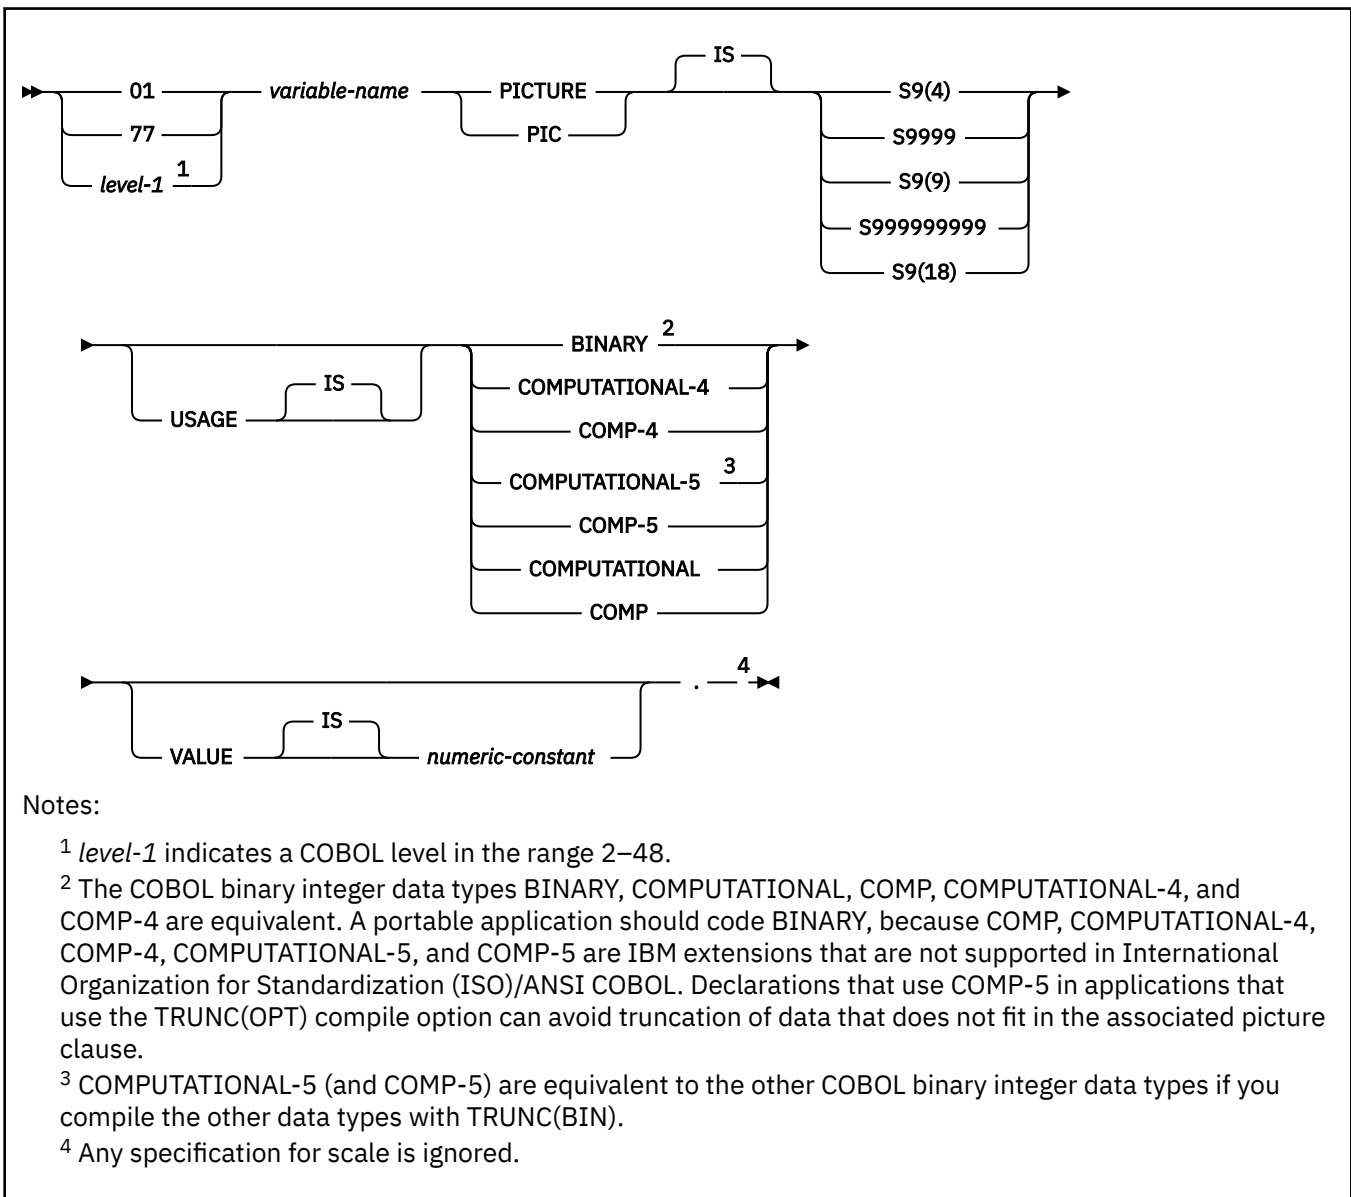 IS
01 variable-name PICTURE S9(4)
77 PIC S9999
level-1 1 S9(9)
S999999999
S9(18)
BINARY 2
IS COMPUTATIONAL-4
USAGE COMP-4
COMPUTATIONAL-5 3
COMP-5
COMPUTATIONAL
COMP
. 4
IS
VALUE numeric-constant
Notes:
1 level-1 indicates a COBOL level in the range 2–48.
2 The COBOL binary integer data types BINARY, COMPUTATIONAL, COMP, COMPUTATIONAL-4, and
COMP-4 are equivalent. A portable application should code BINARY, because COMP, COMPUTATIONAL-4,
COMP-4, COMPUTATIONAL-5, and COMP-5 are IBM extensions that are not supported in International
Organization for Standardization (ISO)/ANSI COBOL. Declarations that use COMP-5 in applications that
use the TRUNC(OPT) compile option can avoid truncation of data that does not fit in the associated picture
clause.
3 COMPUTATIONAL-5 (and COMP-5) are equivalent to the other COBOL binary integer data types if you
compile the other data types with TRUNC(BIN).
4 Any specification for scale is ignored.